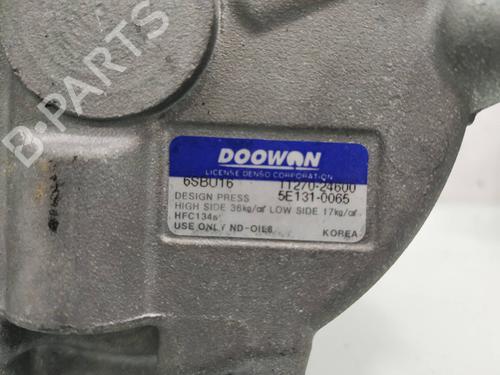 B-PARTS
DOOWON
LICENSE DENSO CORPORATION
6SBU16 11270-24600
DESIGN PRESS 5E131-0065
HIGH SIDE 36kg/㎠ LOW SIDE 17kg/㎠
HFC134a
USE ONLY ND-OIL8 KOREA